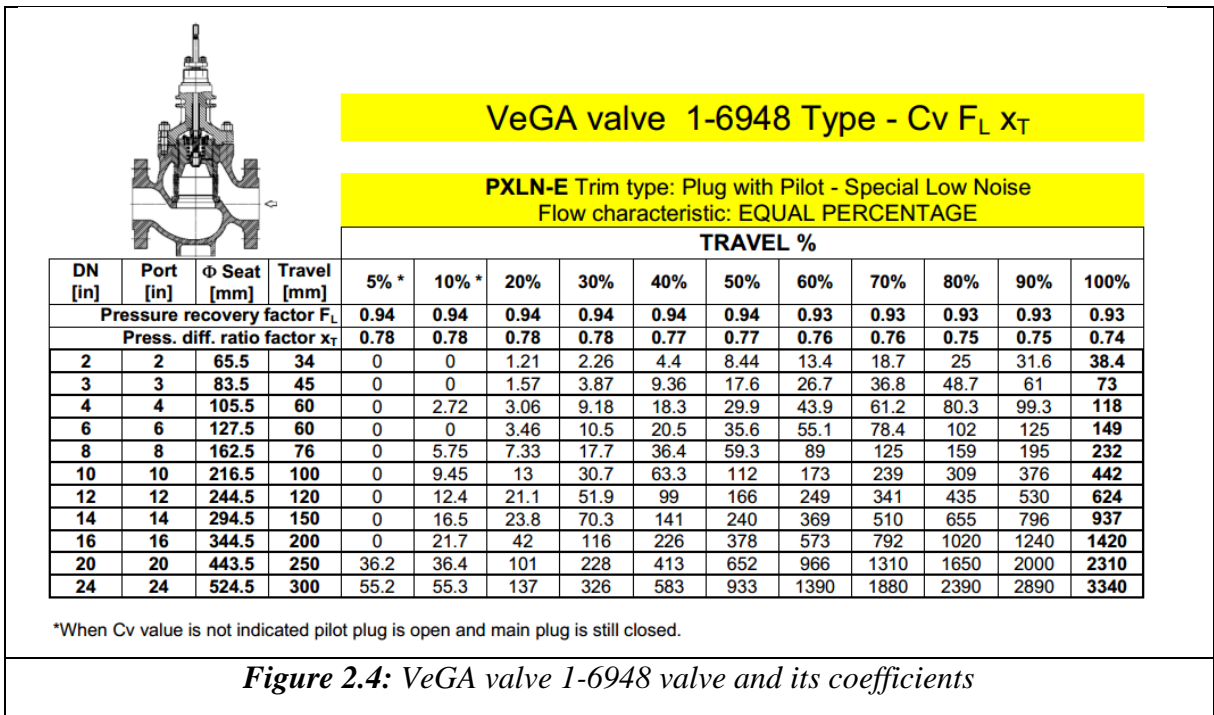 VeGA valve 1-6948 Type - Cv FL xT
PXLN-E Trim type: Plug with Pilot - Special Low Noise
Flow characteristic: EQUAL PERCENTAGE
TRAVEL %
DN [in] Port [in] Φ Seat [mm] Travel [mm] 5% * 10% * 20% 30% 40% 50% 60% 70% 80% 90% 100%
Pressure recovery factor FL 0.94 0.94 0.94 0.94 0.94 0.94 0.93 0.93 0.93 0.93 0.93
Press. diff. ratio factor xT 0.78 0.78 0.78 0.78 0.77 0.77 0.76 0.76 0.75 0.75 0.74
2 2 65.5 34 0 0 1.21 2.26 4.4 8.44 13.4 18.7 25 31.6 38.4
3 3 83.5 45 0 0 1.57 3.87 9.36 17.6 26.7 36.8 48.7 61 73
4 4 105.5 60 0 2.72 3.06 9.18 18.3 29.9 43.9 61.2 80.3 99.3 118
6 6 127.5 60 0 0 3.46 10.5 20.5 35.6 55.1 78.4 102 125 149
8 8 162.5 76 0 5.75 7.33 17.7 36.4 59.3 89 125 159 195 232
10 10 216.5 100 0 9.45 13 30.7 63.3 112 173 239 309 376 442
12 12 244.5 120 0 12.4 21.1 51.9 99 166 249 341 435 530 624
14 14 294.5 150 0 16.5 23.8 70.3 141 240 369 510 655 796 937
16 16 344.5 200 0 21.7 42 116 226 378 573 792 1020 1240 1420
20 20 443.5 250 36.2 36.4 101 228 413 652 966 1310 1650 2000 2310
24 24 524.5 300 55.2 55.3 137 326 583 933 1390 1880 2390 2890 3340
*When Cv value is not indicated pilot plug is open and main plug is still closed.
Figure 2.4: VeGA valve 1-6948 valve and its coefficients